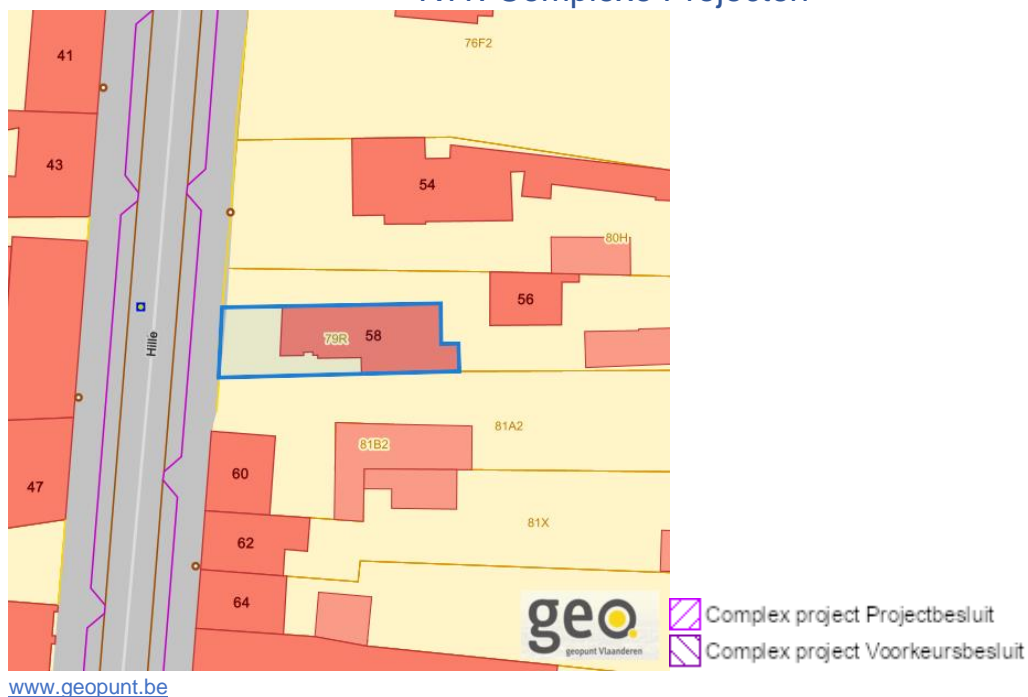 41
76F2
43
54
80H
56
Hille
79R
58
81A2
81B2
60
47
81X
62
64
geo
geopunt Vlaanderen
Complex project Projectbesluit
Complex project Voorkeursbesluit
www.geopunt.be